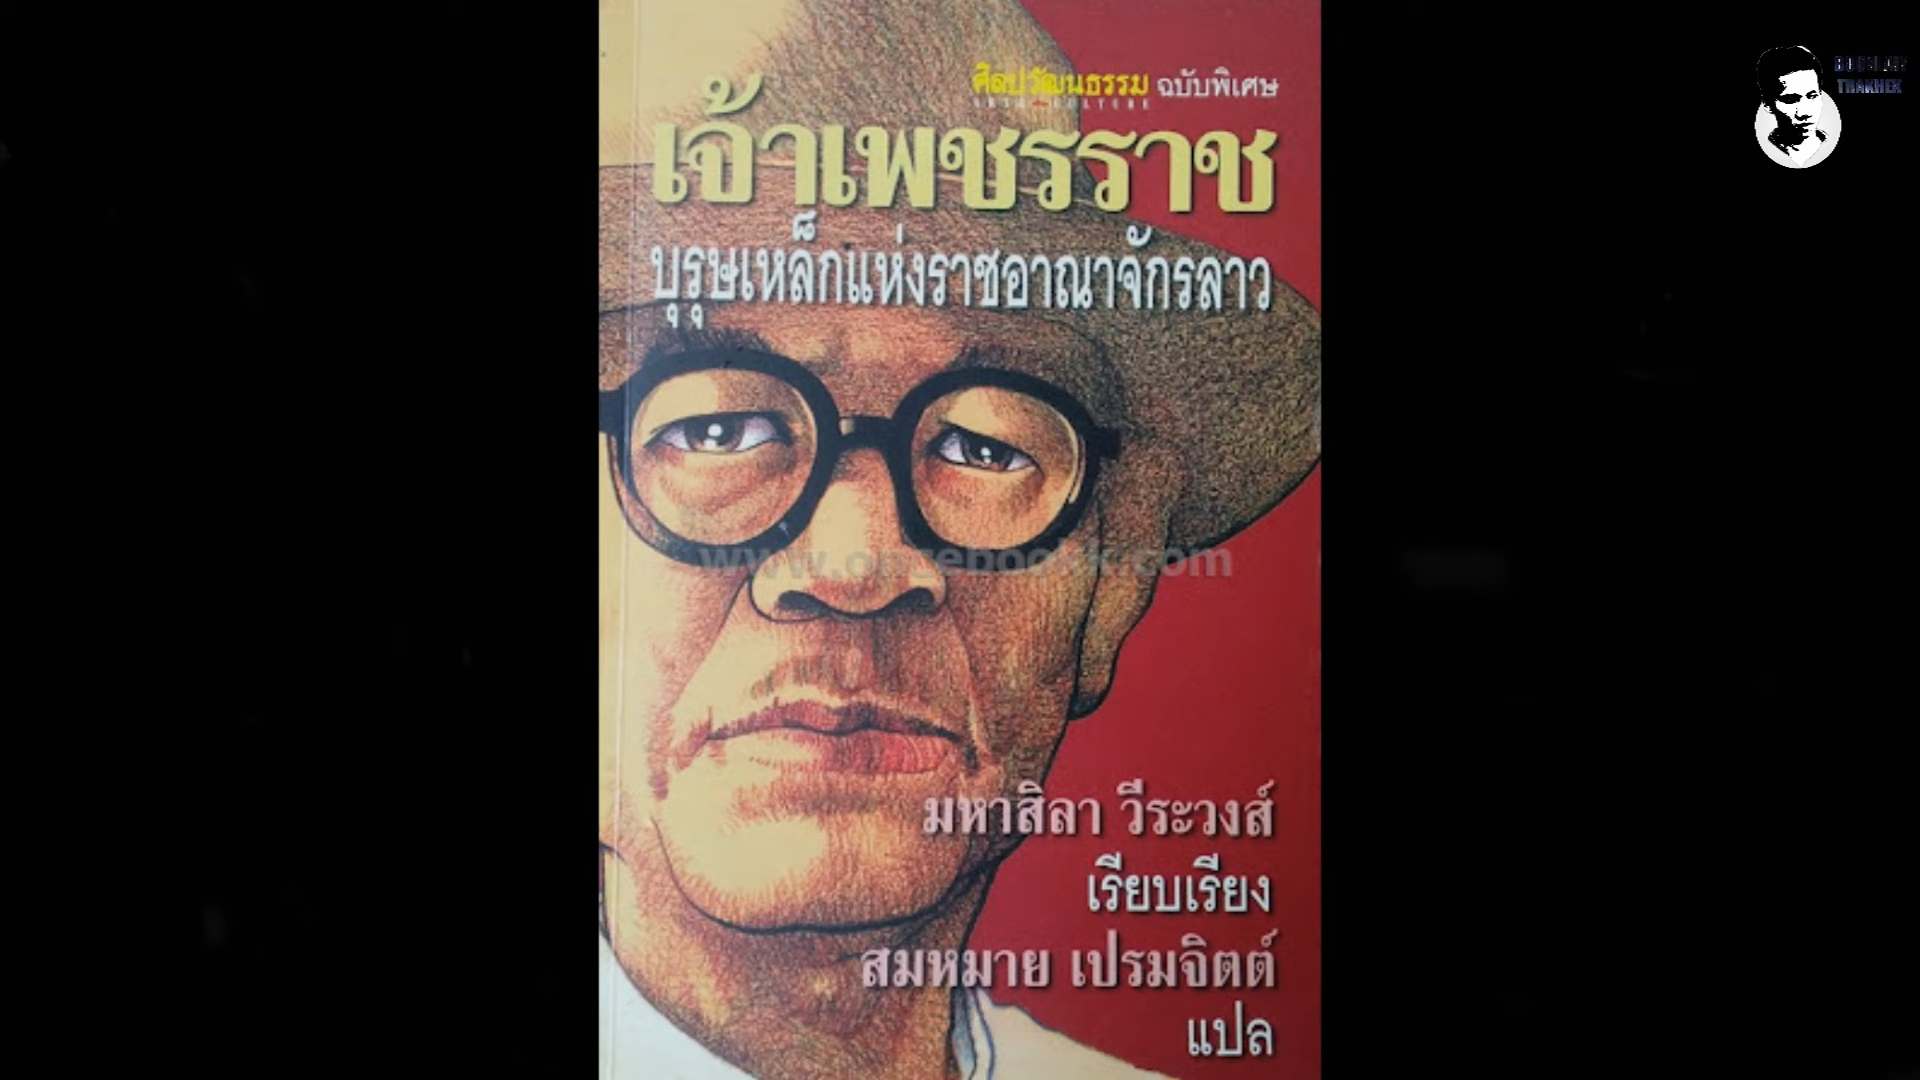 ศิลปวัฒนธรรม ฉบับพิเศษ
เจ้าเพชรราช
บุรุษเหล็กแห่งราชอาณาจักรลาว
มหาสิลา วีระวงส์
เรียบเรียง
สมหมาย เปรมจิตต์
แปล
THAKHEK